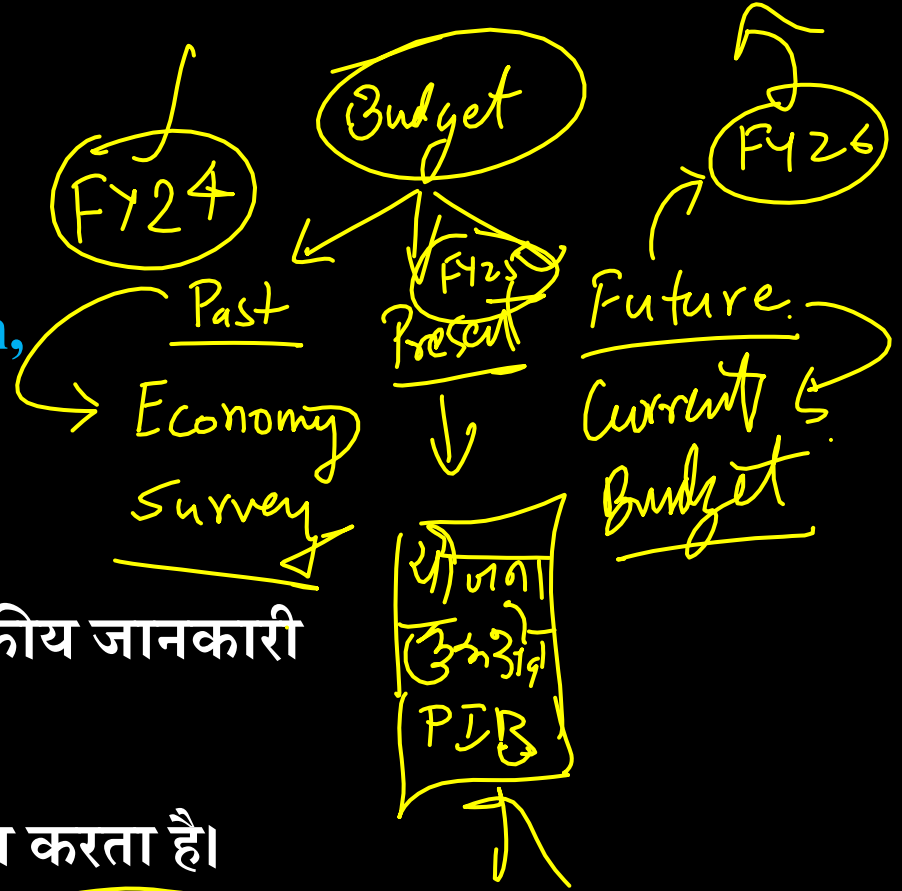 Budget
FY24
FY26
FY25
Past
Present
Future
Economy
Survey
Current
Budget
योजना
कुरुक्षेत्र
PIB
कीय जानकारी
करता है।